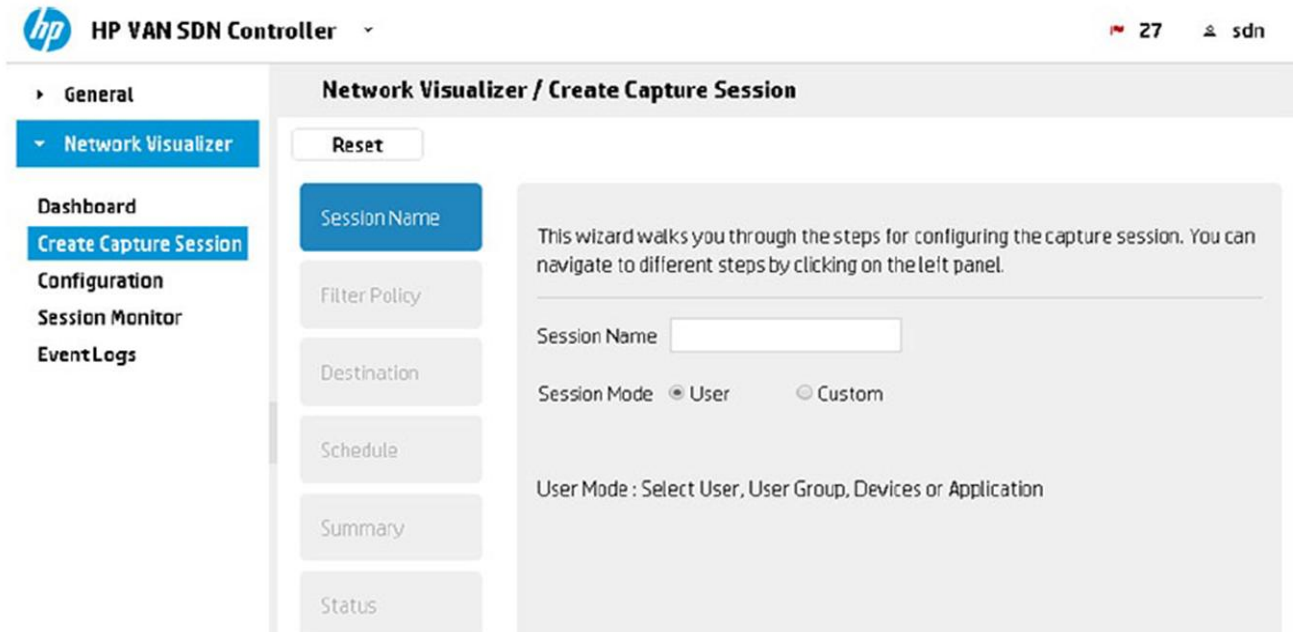 hp HP VAN SDN Controller 27 sdn
General
Network Visualizer
Dashboard
Create Capture Session
Configuration
Session Monitor
Event Logs
Network Visualizer / Create Capture Session
Reset
Session Name
Filter Policy
Destination
Schedule
Summary
Status
This wizard walks you through the steps for configuring the capture session. You can
navigate to different steps by clicking on the left panel.
Session Name
Session Mode User Custom
User Mode : Select User, User Group, Devices or Application